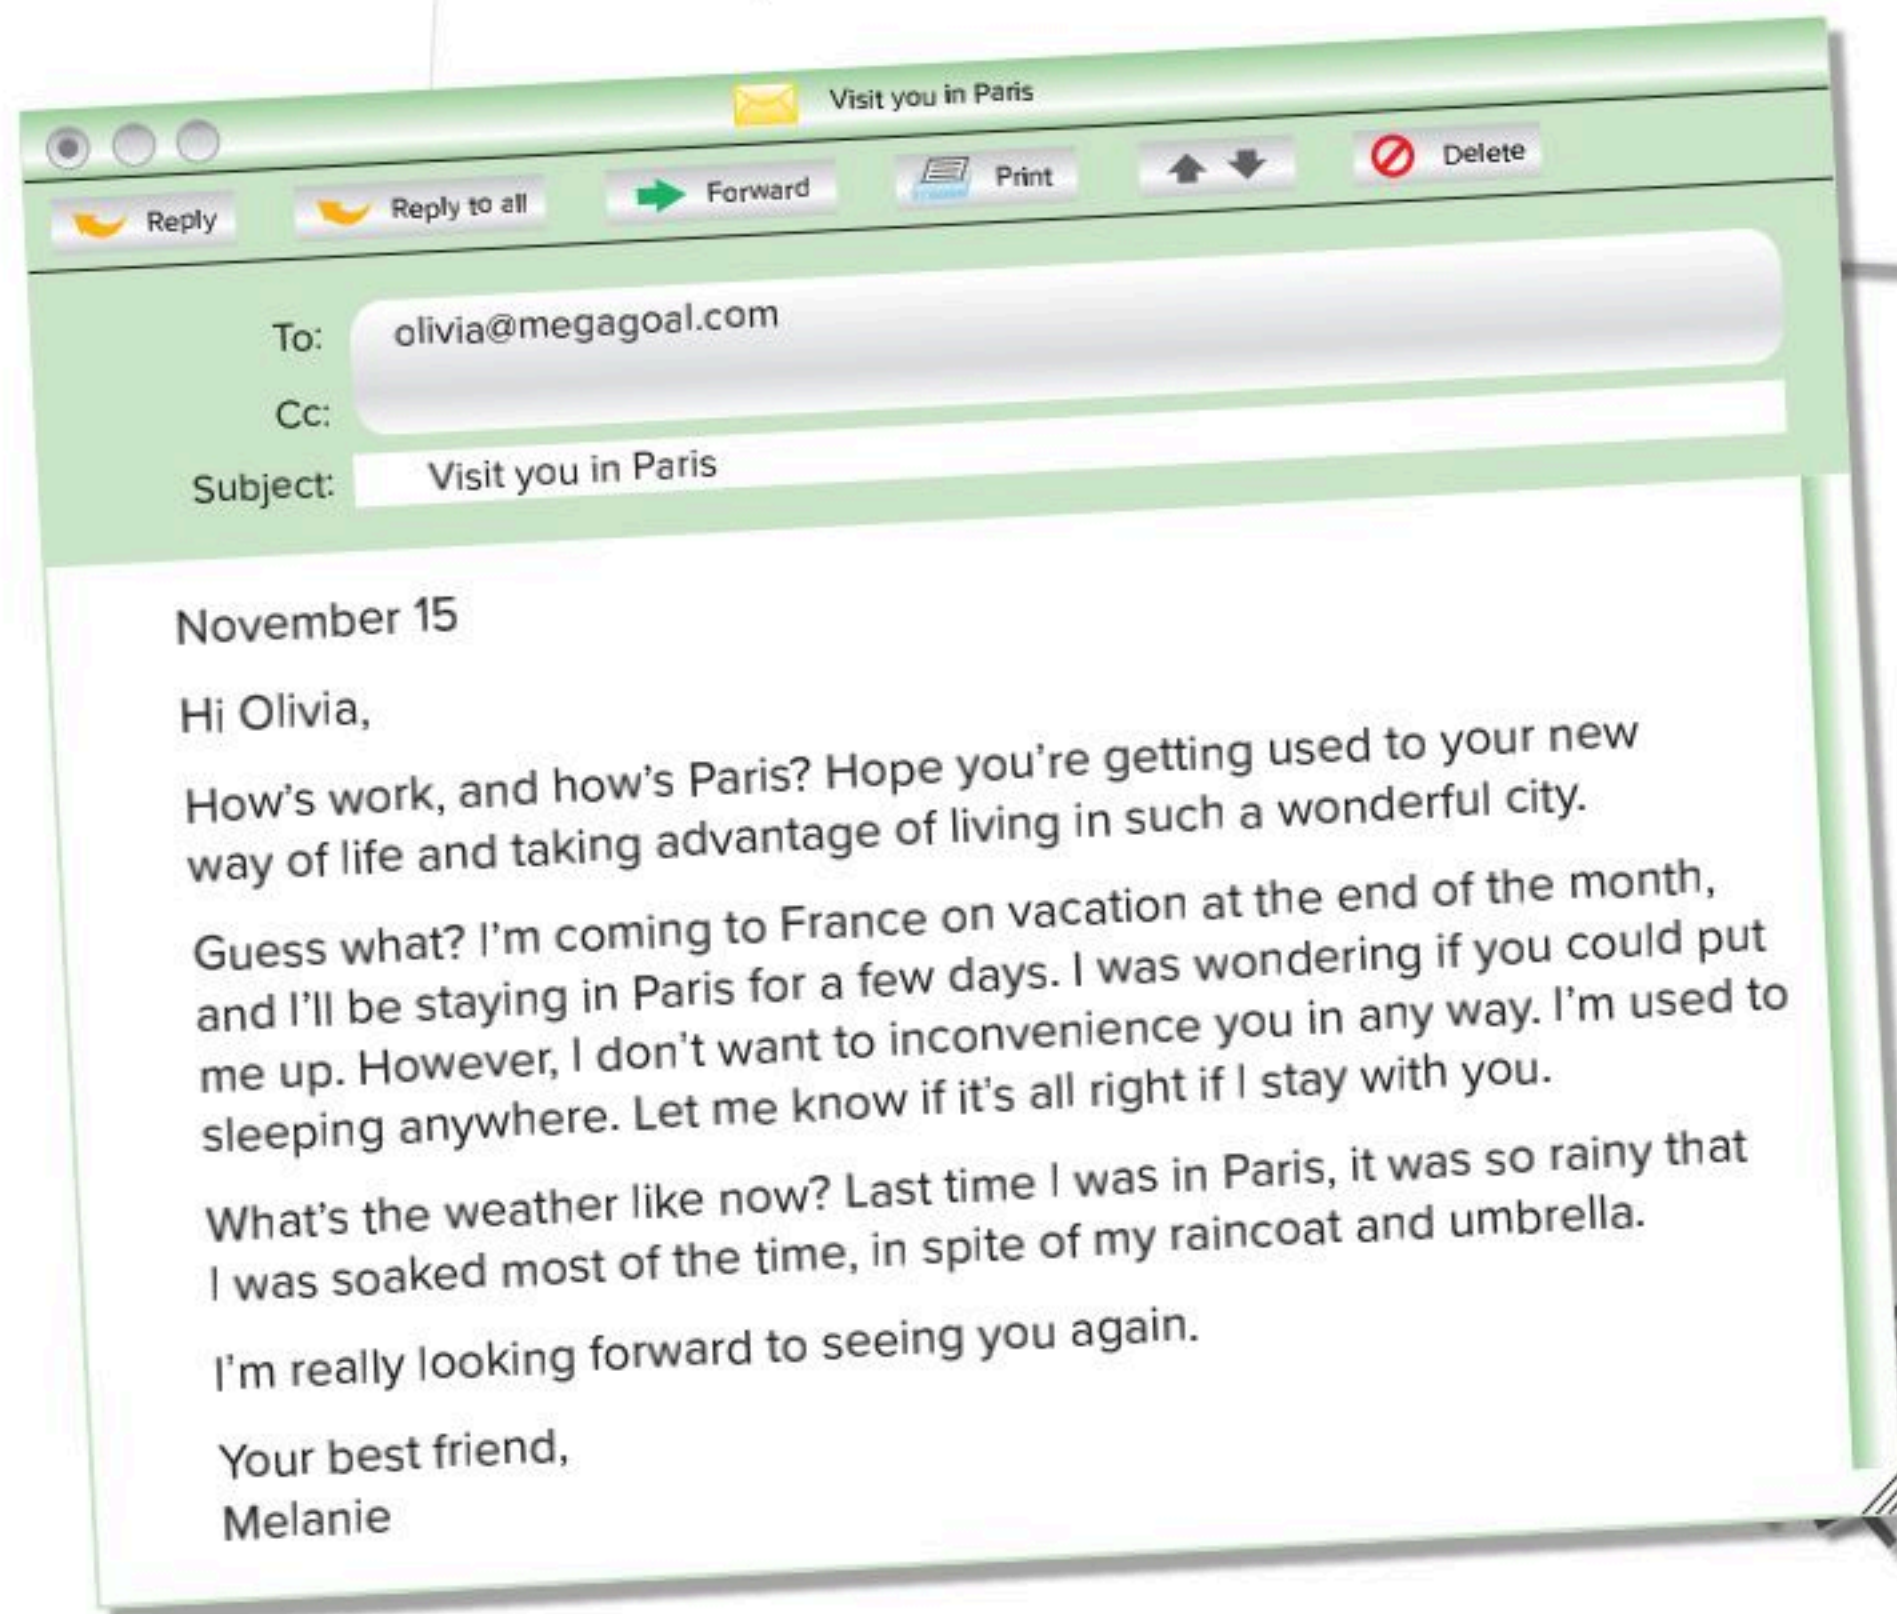 Visit you in Paris
Reply
Reply to all
Forward
Print
Delete
To:
olivia@megagoal.com
Cc:
Subject:
Visit you in Paris
November 15
Hi Olivia,
How's work, and how's Paris? Hope you're getting used to your new
way of life and taking advantage of living in such a wonderful city.
Guess what? I'm coming to France on vacation at the end of the month,
and I'll be staying in Paris for a few days. I was wondering if you could put
me up. However, I don't want to inconvenience you in any way. I'm used to
sleeping anywhere. Let me know if it's all right if I stay with you.
What's the weather like now? Last time I was in Paris, it was so rainy that
I was soaked most of the time, in spite of my raincoat and umbrella.
I'm really looking forward to seeing you again.
Your best friend,
Melanie